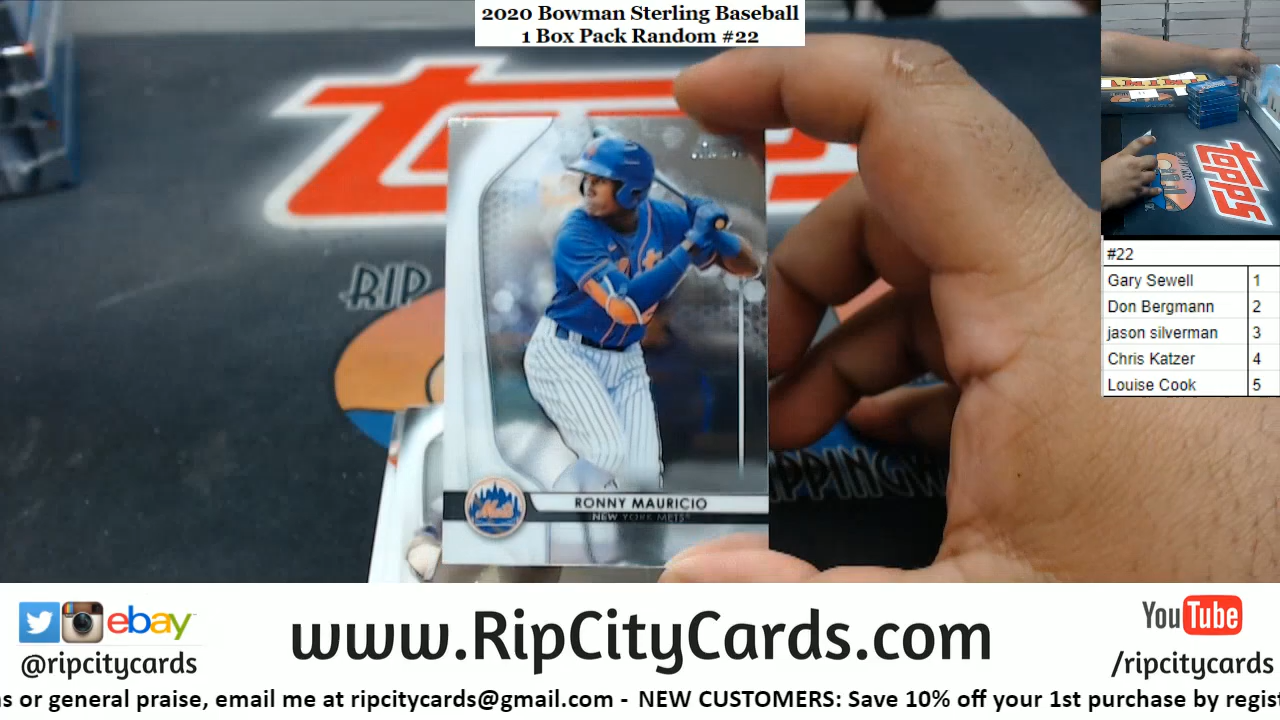 2020 Bowman Sterling Baseball
1 Box Pack Random #22
topps
RIP
RONNY MAURICIO
NEW YORK METS
Mets
topps
#22
Gary Sewell 1
Don Bergmann 2
jason silverman 3
Chris Katzer 4
Louise Cook 5
ebay
@ripcitycards
www.RipCityCards.com
YouTube
/ripcitycards
or general praise, email me at ripcitycards@gmail.com - NEW CUSTOMERS: Save 10% off your 1st purchase by